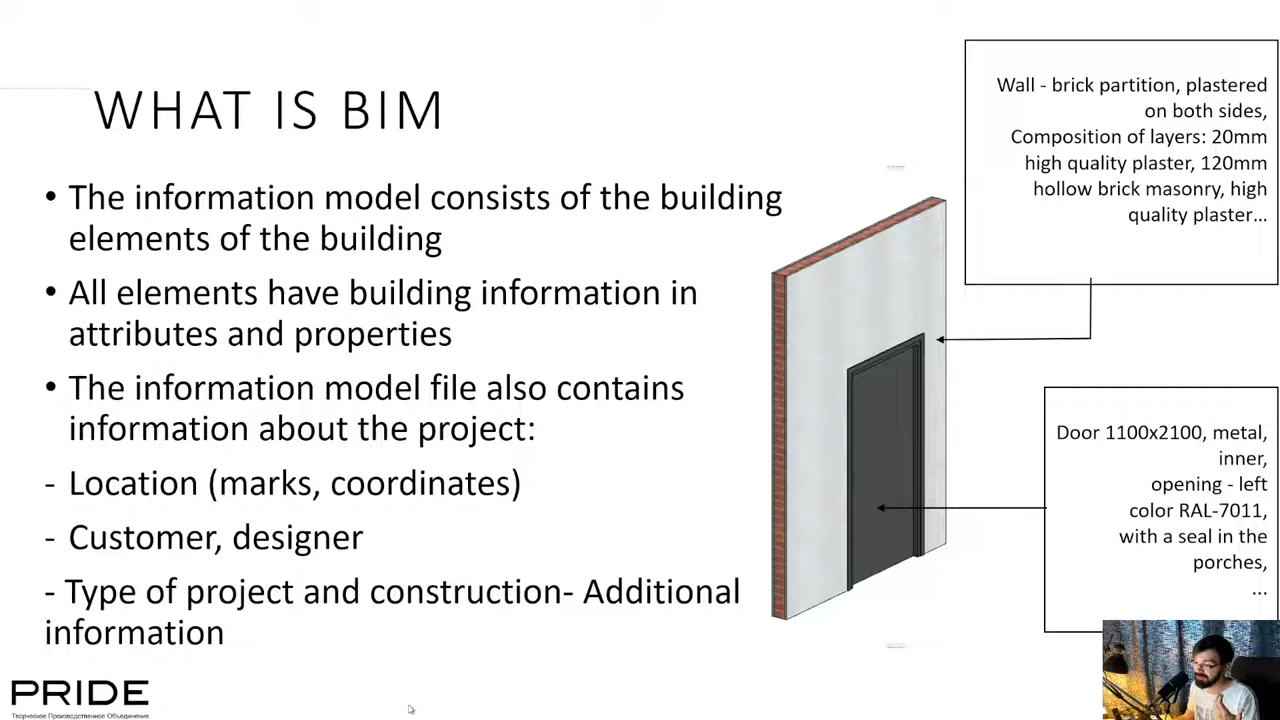 WHAT IS BIM
• The information model consists of the building
elements of the building
• All elements have building information in
attributes and properties
• The information model file also contains
information about the project:
- Location (marks, coordinates)
- Customer, designer
- Type of project and construction- Additional
information
Wall - brick partition, plastered
on both sides,
Composition of layers: 20mm
high quality plaster, 120mm
hollow brick masonry, high
quality plaster...
Door 1100x2100, metal,
inner,
opening - left
color RAL-7011,
with a seal in the
porches,
...
PRIDE
Творческое Производственное Объединение